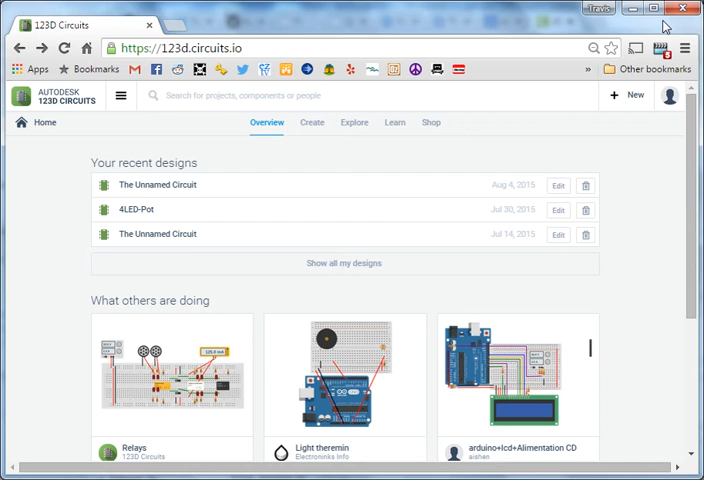 Travis
123D Circuits
https://123d.circuits.io
Apps
Bookmarks
»
Other bookmarks
AUTODESK
123D CIRCUITS
Search for projects, components or people
+ New
Home
Overview
Create
Explore
Learn
Shop
Your recent designs
The Unnamed Circuit
Aug 4, 2015
Edit
4LED-Pot
Jul 30, 2015
Edit
The Unnamed Circuit
Jul 14, 2015
Edit
Show all my designs
What others are doing
125.0 mA
Relays
123D Circuits
Light theremin
Electroninks Info
arduino+lcd+Alimentation CD
aishen